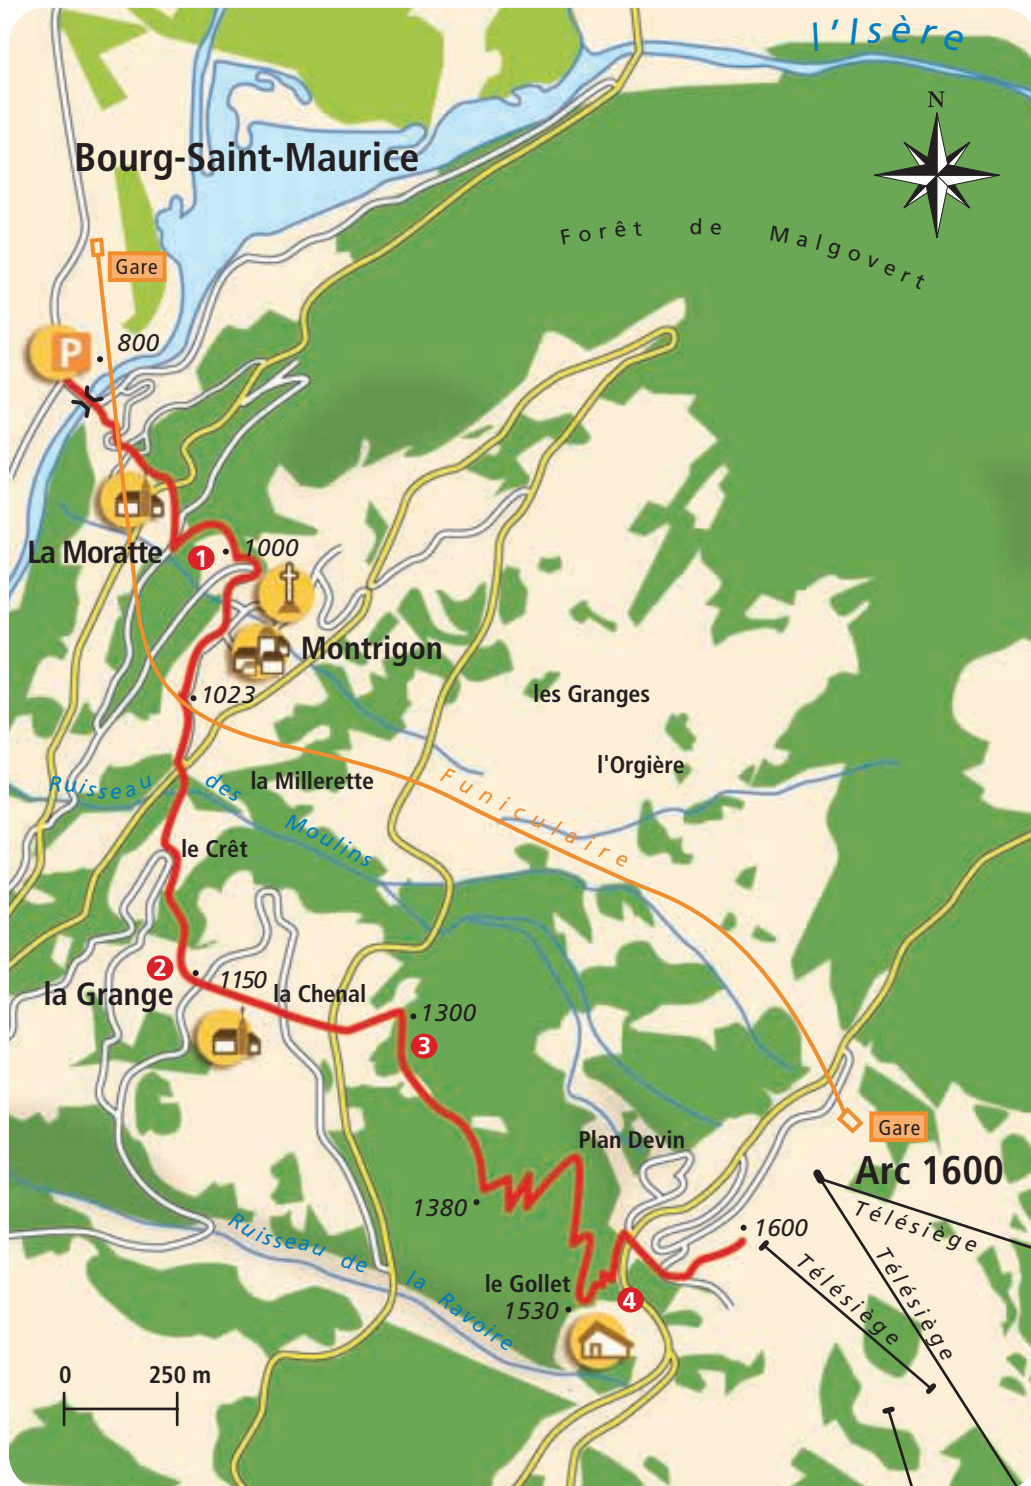 l'Isère
N
Bourg-Saint-Maurice
Forêt de Malgovert
Gare
800
P
La Moratte
1
1000
Montrigon
1023
les Granges
l'Orgière
la Millerette
Funiculaire
Ruisseau des Moulins
le Crêt
2
1150
la Grange
la Chenal
1300
3
Gare
Plan Devin
Arc 1600
1380
1600
Télésiège
Télésiège
Télésiège
Ruisseau de la Ravoire
le Gollet
1530
4
0 250 m